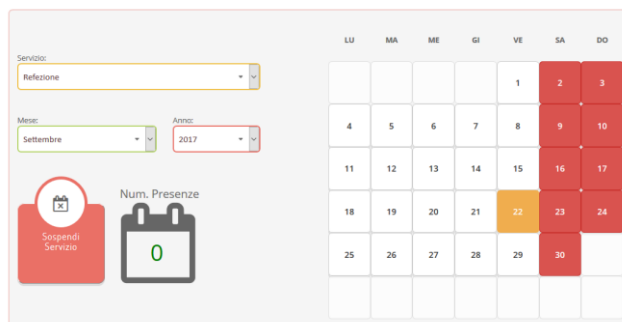 Servizio:
Refezione
Mese:
Settembre
Anno:
2017
Sospendi
Servizio
Num. Presenze
0
LU MA ME GI VE SA DO
1 2 3
4 5 6 7 8 9 10
11 12 13 14 15 16 17
18 19 20 21 22 23 24
25 26 27 28 29 30